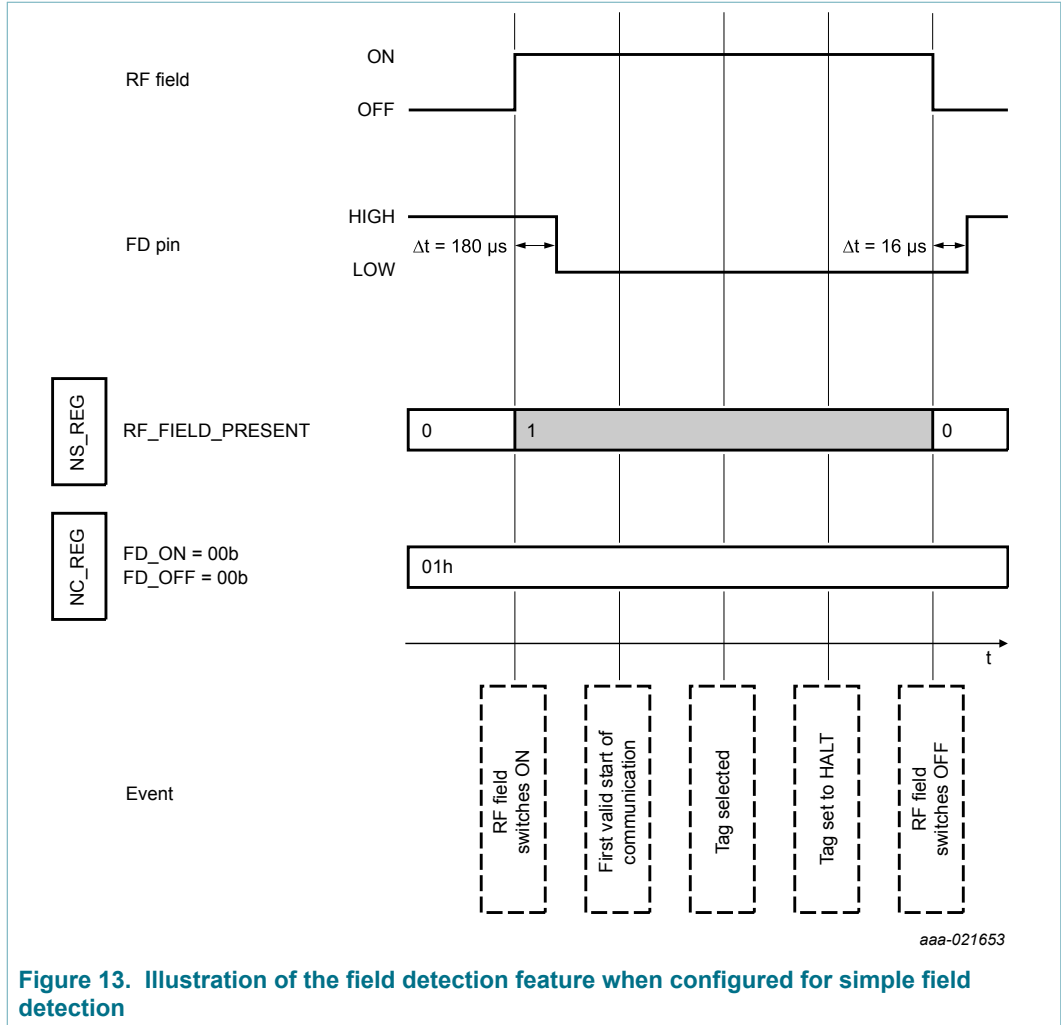 RF field
ON
OFF
FD pin
HIGH
LOW
Δt = 180 µs
Δt = 16 µs
NS_REG
RF_FIELD_PRESENT
0
1
0
NC_REG
FD_ON = 00b
FD_OFF = 00b
01h
t
Event
RF field
switches ON
First valid start of
communication
Tag selected
Tag set to HALT
RF field
switches OFF
aaa-021653
Figure 13. Illustration of the field detection feature when configured for simple field
detection